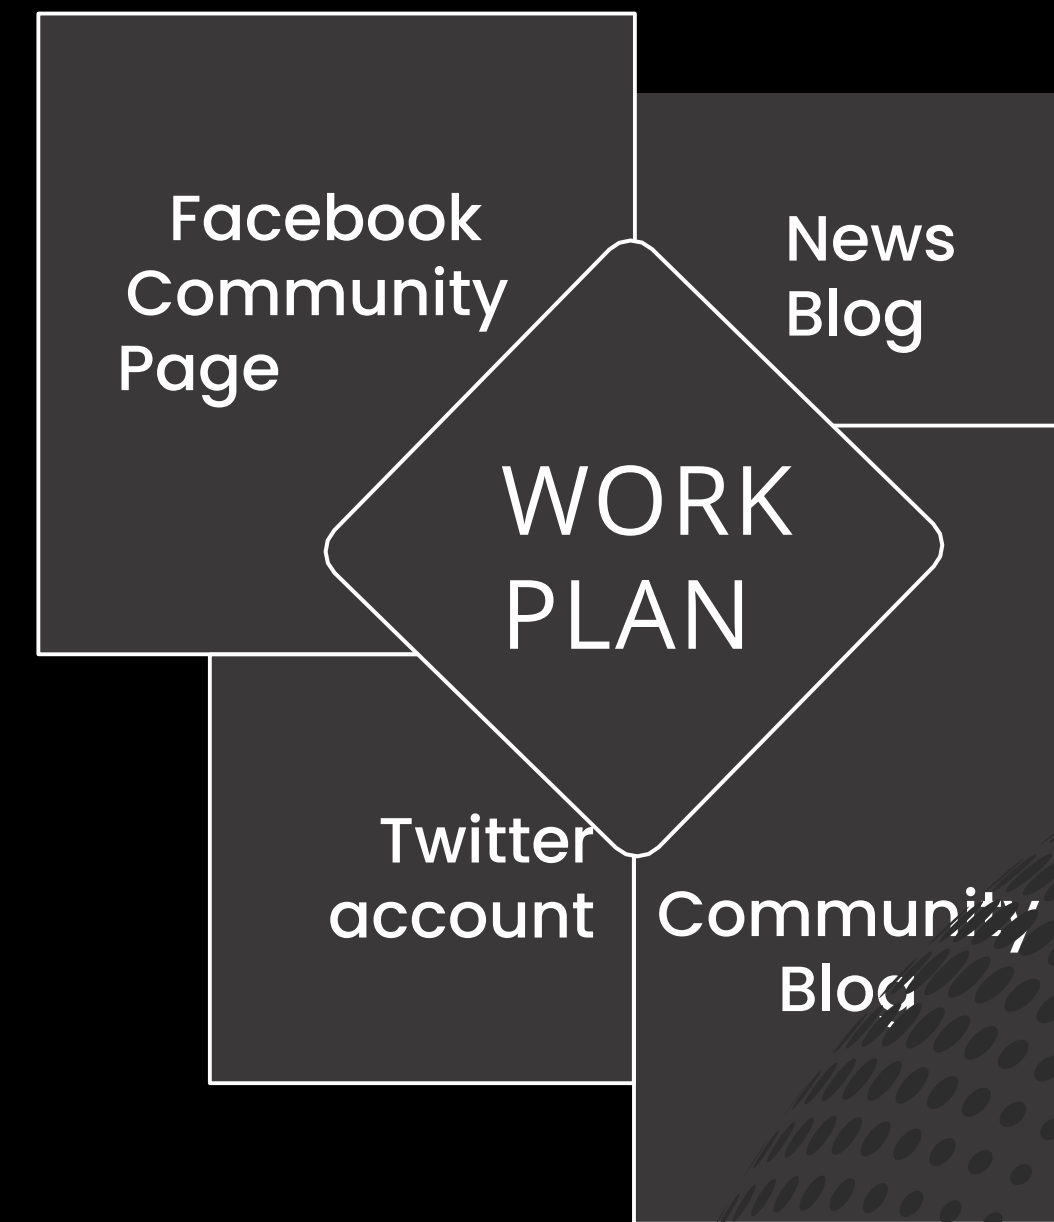 Facebook
Community
Page
News
Blog
WORK
PLAN
Twitter
account
Community
Blog